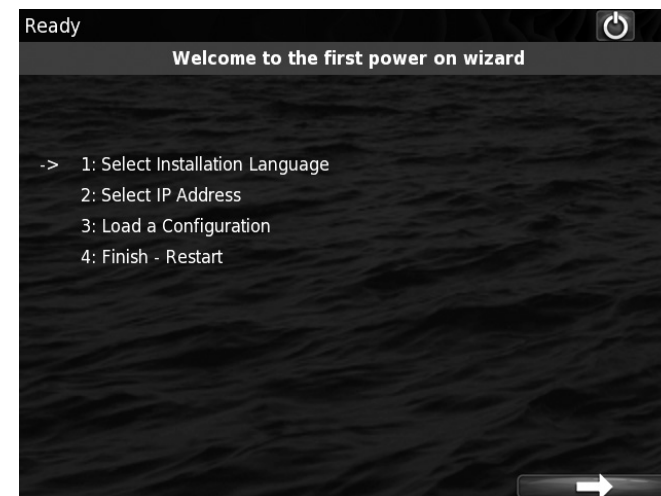 Ready
Welcome to the first power on wizard
-> 1: Select Installation Language
2: Select IP Address
3: Load a Configuration
4: Finish - Restart